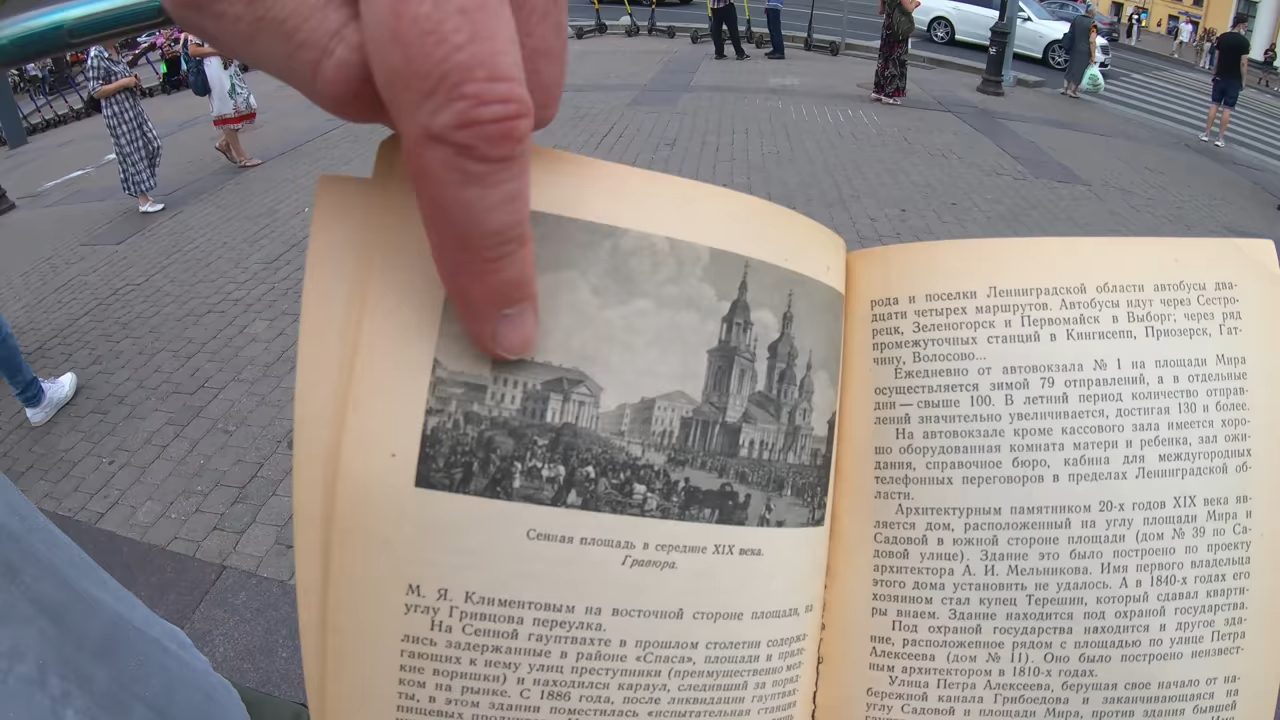 Сенная площадь в середине XIX века.
Гравюра.
М. Я. Климентовым на восточной стороне площади, на
углу Гривцова переулка.
На Сенной гауптвахте в прошлом столетии содержа-
лись задержанные в районе «Спаса», площади и приле-
гающих к нему улиц преступники (преимущественно мел-
кие воришки) и находился караул, следивший за поряд-
ком на рынке. С 1886 года, после ликвидации гауптвах-
ты, в этом здании поместилась «испытательная станция
пищевых
рода и поселки Ленинградской области автобусы два-
дцати четырех маршрутов. Автобусы идут через Сестро-
рецк, Зеленогорск и Первомайск в Выборг; через ряд
промежуточных станций в Кингисепп, Приозерск, Гат-
чину, Волосово...
Ежедневно от автовокзала № 1 на площади Мира
осуществляется зимой 79 отправлений, а в отдельные
дни — свыше 100. В летний период количество отправ-
лений значительно увеличивается, достигая 130 и более.
На автовокзале кроме кассового зала имеется хоро-
шо оборудованная комната матери и ребенка, зал ожи-
дания, справочное бюро, кабина для междугородных
телефонных переговоров в пределах Ленинградской об-
ласти.
Архитектурным памятником 20-х годов XIX века яв-
ляется дом, расположенный на углу площади Мира и
Садовой в южной стороне площади (дом № 39 по Са-
довой улице). Здание это было построено по проекту
архитектора А. И. Мельникова. Имя первого владельца
этого дома установить не удалось. А в 1840-х годах его
хозяином стал купец Терешин, который сдавал кварти-
ры внаем. Здание находится под охраной государства.
Под охраной государства находится и другое зда-
ние, расположенное рядом с площадью по улице Петра
Алексеева (дом № 11). Оно было построено неизвест-
ным архитектором в 1810-х годах.
Улица Петра Алексеева, берущая свое начало от на-
бережной канала Грибоедова и заканчивающаяся на
углу Садовой и площади Мира, против здания бывшей